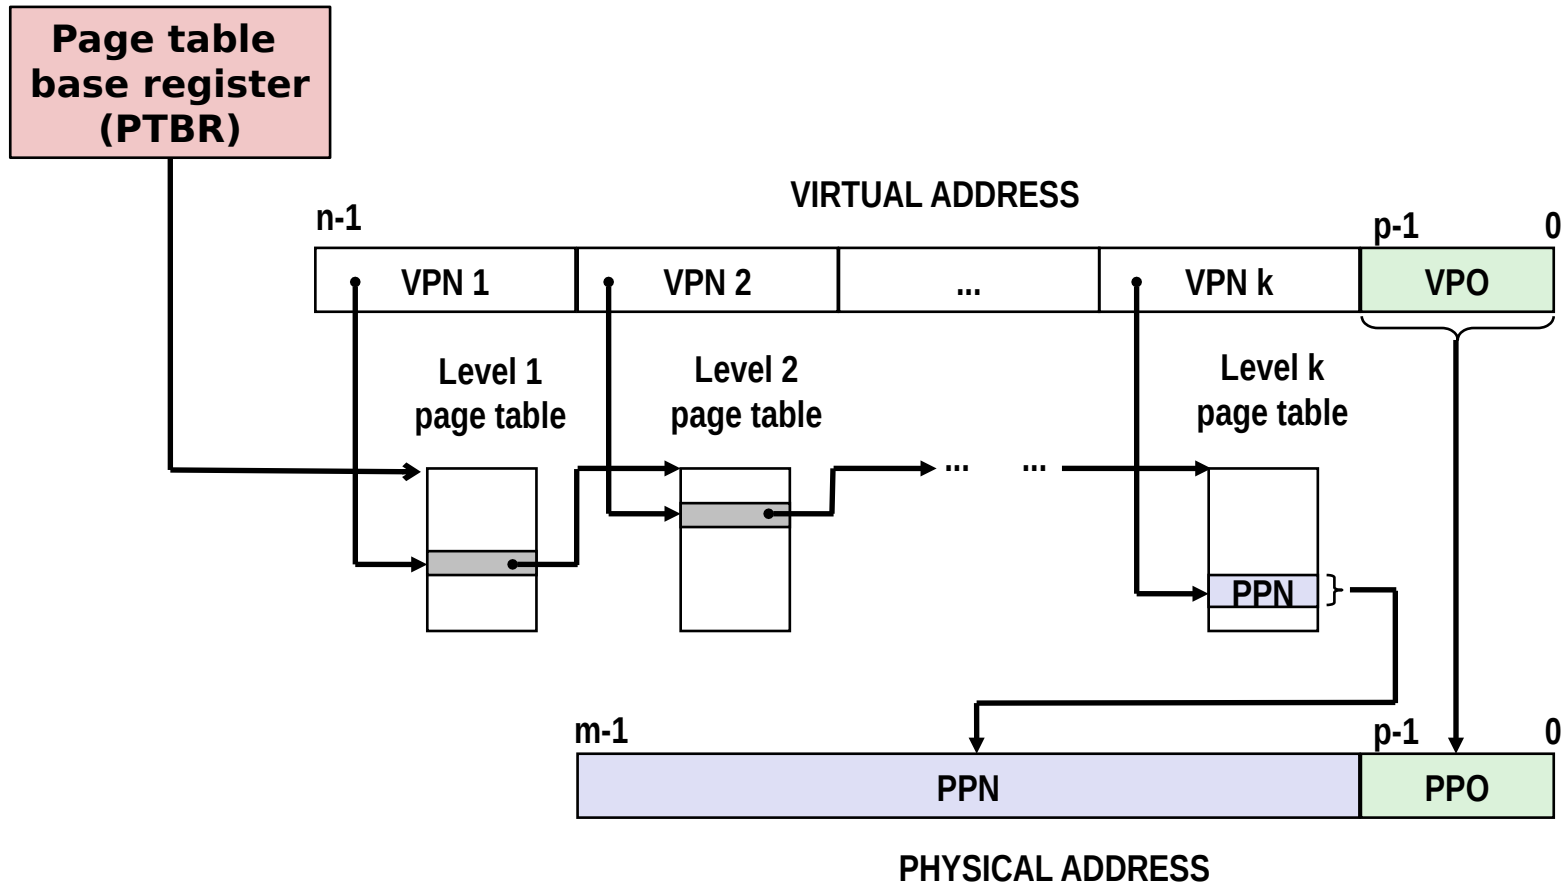 Page table
base register
(PTBR)
VIRTUAL ADDRESS
n-1
p-1
0
VPN 1
VPN 2
...
VPN k
VPO
Level 1
page table
Level 2
page table
Level k
page table
...
...
PPN
m-1
p-1
0
PPN
PPO
PHYSICAL ADDRESS